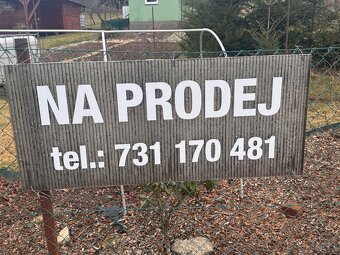 NA PRODEJ
tel.: 731 170 481